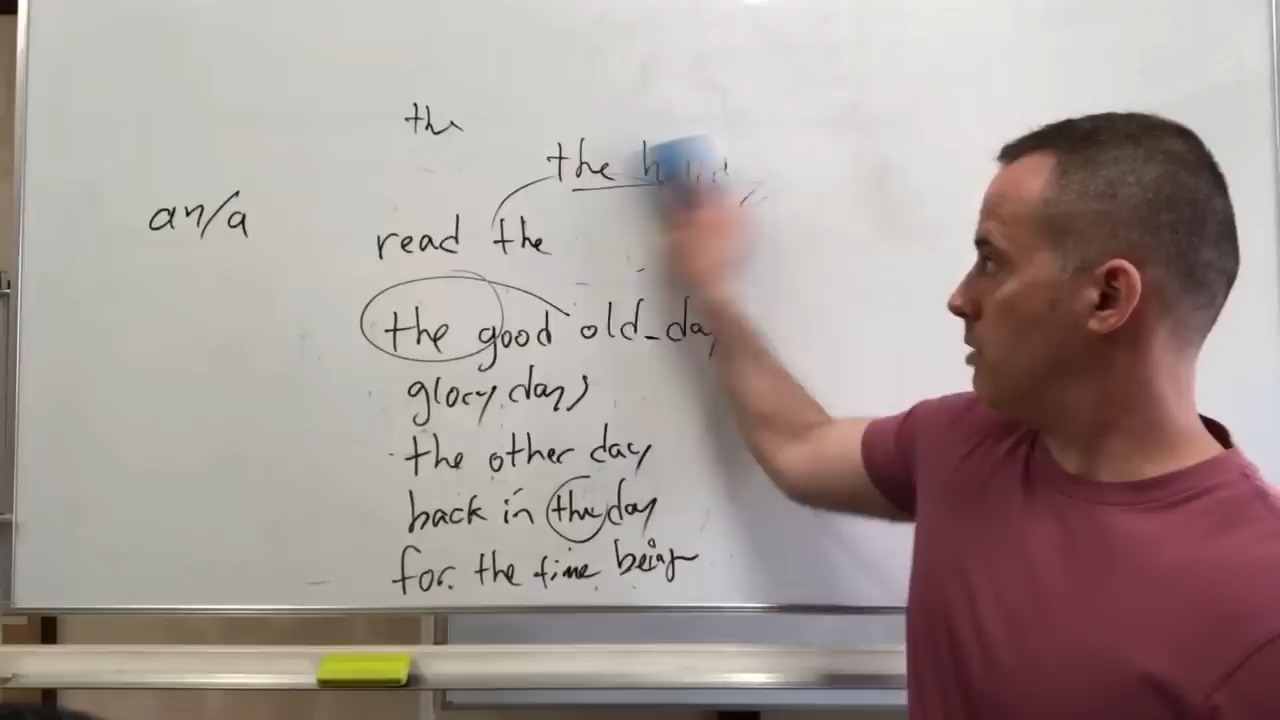 the
the
an/a
read the
the good old
glory days
the other day
back in the day
for the time being